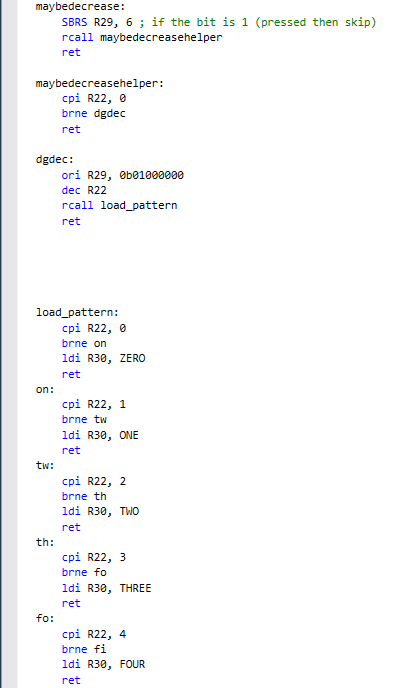 maybedecrease:
SBRS R29, 6 ; if the bit is 1 (pressed then skip)
rcall maybedecreasehelper
ret
maybedecreasehelper:
cpi R22, 0
brne dgdec
ret
dgdec:
ori R29, 0b01000000
dec R22
rcall load_pattern
ret
load_pattern:
cpi R22, 0
brne on
ldi R30, ZERO
ret
on:
cpi R22, 1
brne tw
ldi R30, ONE
ret
tw:
cpi R22, 2
brne th
ldi R30, TWO
ret
th:
cpi R22, 3
brne fo
ldi R30, THREE
ret
fo:
cpi R22, 4
brne fi
ldi R30, FOUR
ret